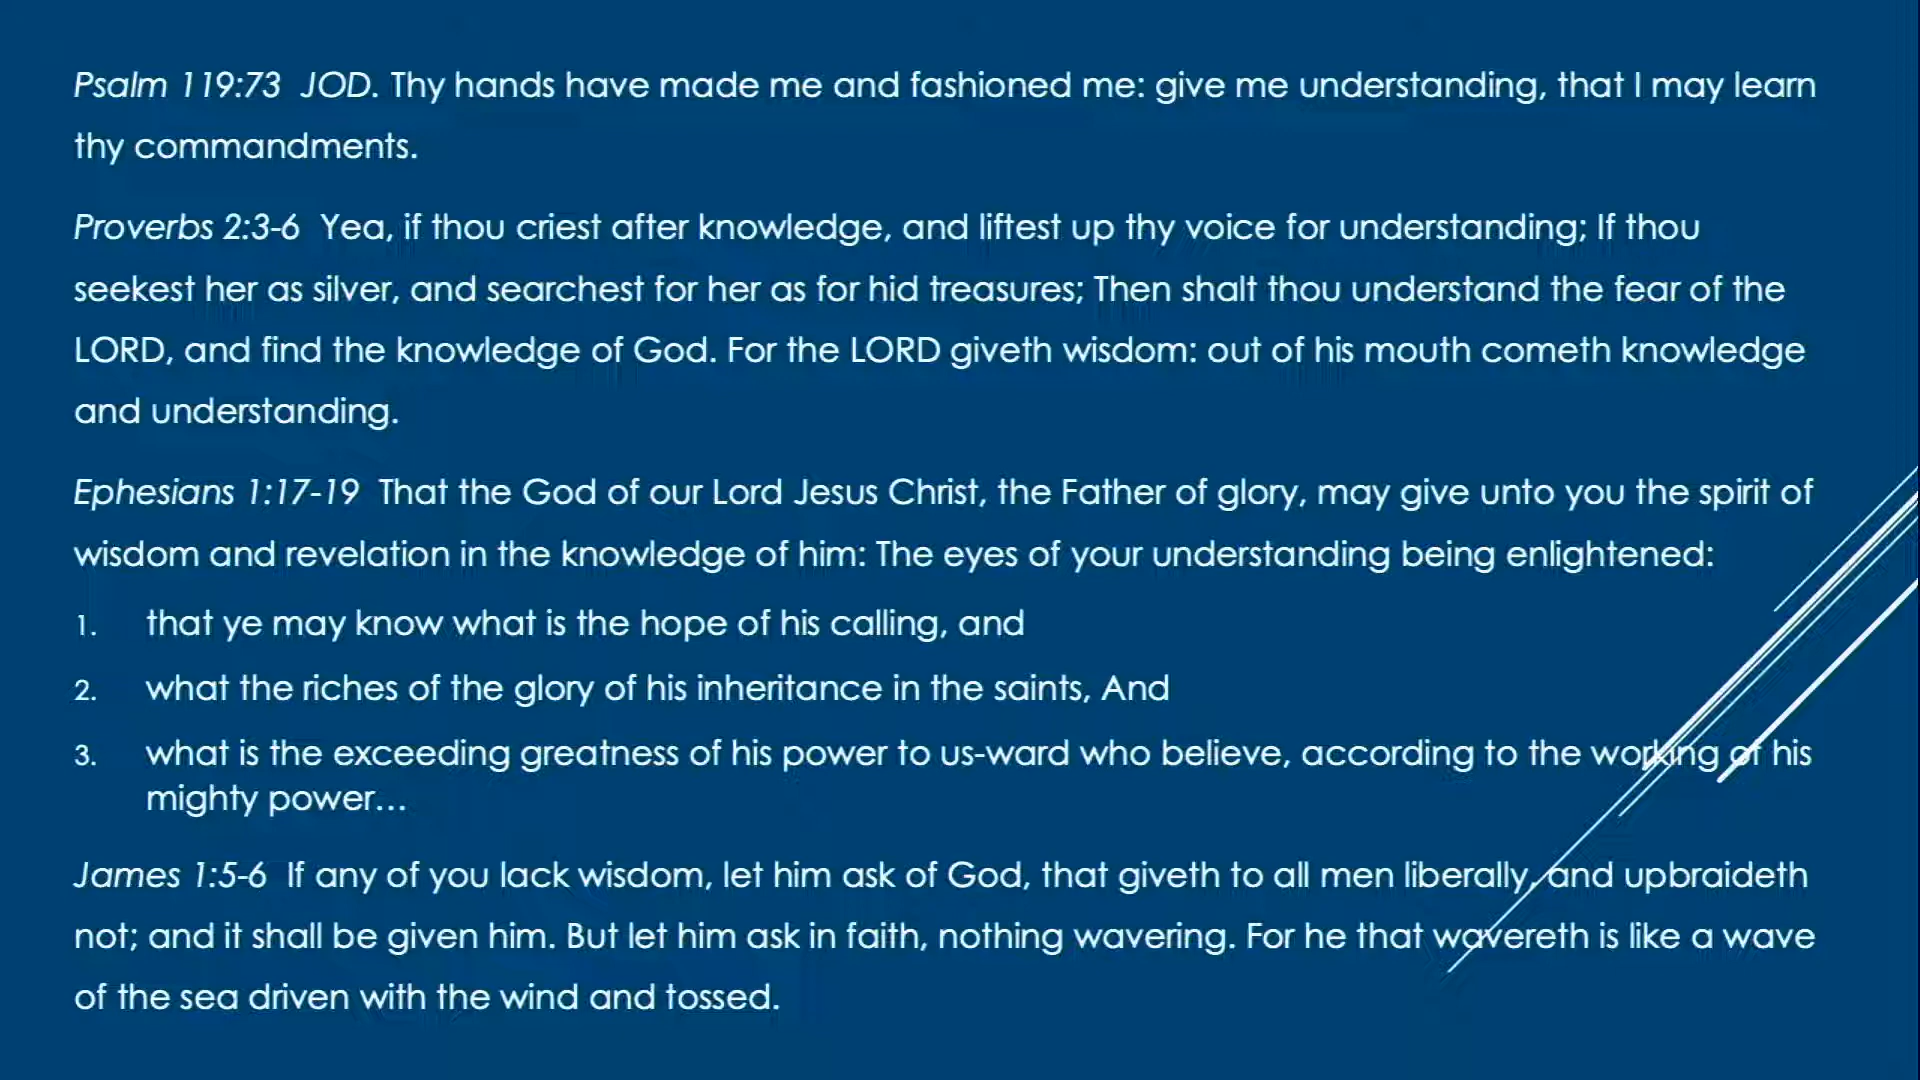 Psalm 119:73 JOD. Thy hands have made me and fashioned me: give me understanding, that I may learn
thy commandments.
Proverbs 2:3-6 Yea, if thou criest after knowledge, and liftest up thy voice for understanding; If thou
seekest her as silver, and searchest for her as for hid treasures; Then shalt thou understand the fear of the
LORD, and find the knowledge of God. For the LORD giveth wisdom: out of his mouth cometh knowledge
and understanding.
Ephesians 1:17-19 That the God of our Lord Jesus Christ, the Father of glory, may give unto you the spirit of
wisdom and revelation in the knowledge of him: The eyes of your understanding being enlightened:
1. that ye may know what is the hope of his calling, and
2. what the riches of the glory of his inheritance in the saints, And
3. what is the exceeding greatness of his power to us-ward who believe, according to the working of his
mighty power…
James 1:5-6 If any of you lack wisdom, let him ask of God, that giveth to all men liberally, and upbraideth
not; and it shall be given him. But let him ask in faith, nothing wavering. For he that wavereth is like a wave
of the sea driven with the wind and tossed.